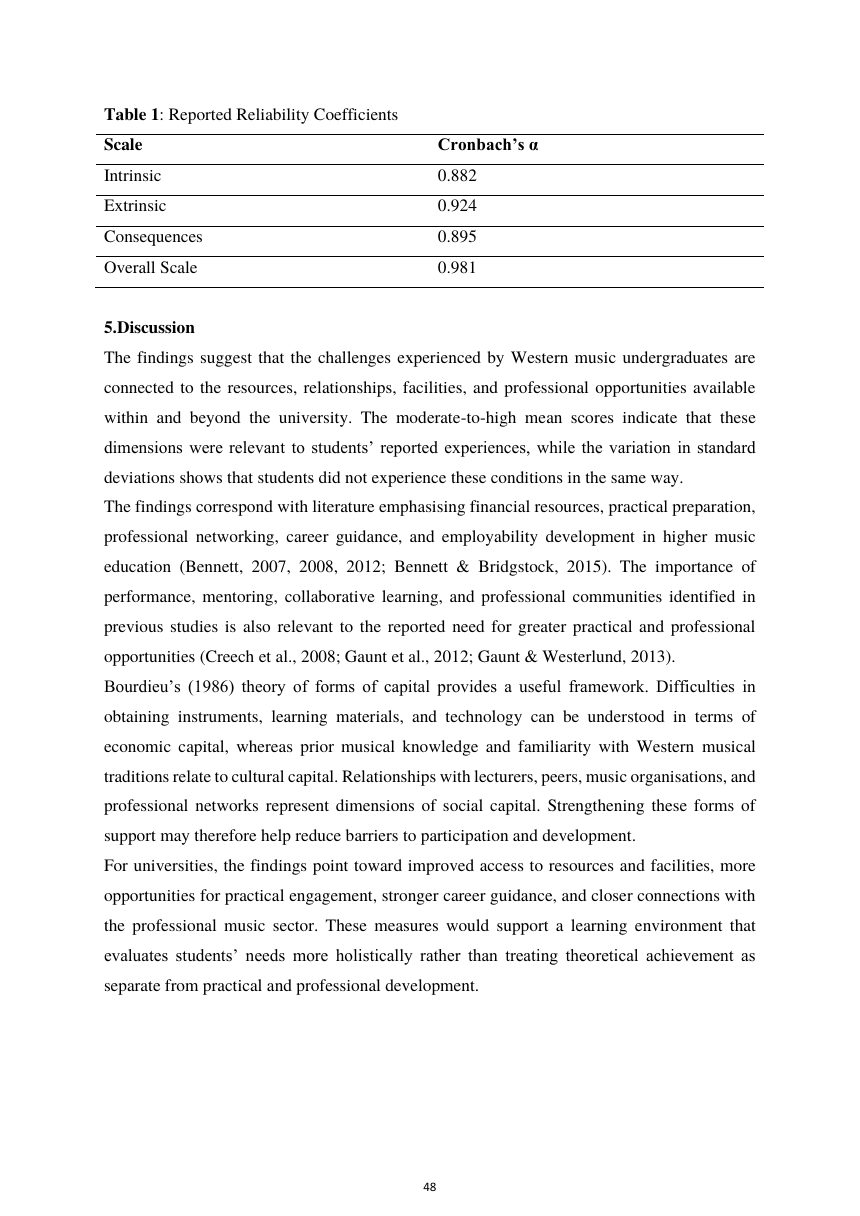 Table 1: Reported Reliability Coefficients
Scale Cronbach’s α
Intrinsic 0.882
Extrinsic 0.924
Consequences 0.895
Overall Scale 0.981
5.Discussion
The findings suggest that the challenges experienced by Western music undergraduates are
connected to the resources, relationships, facilities, and professional opportunities available
within and beyond the university. The moderate-to-high mean scores indicate that these
dimensions were relevant to students’ reported experiences, while the variation in standard
deviations shows that students did not experience these conditions in the same way.
The findings correspond with literature emphasising financial resources, practical preparation,
professional networking, career guidance, and employability development in higher music
education (Bennett, 2007, 2008, 2012; Bennett & Bridgstock, 2015). The importance of
performance, mentoring, collaborative learning, and professional communities identified in
previous studies is also relevant to the reported need for greater practical and professional
opportunities (Creech et al., 2008; Gaunt et al., 2012; Gaunt & Westerlund, 2013).
Bourdieu’s (1986) theory of forms of capital provides a useful framework. Difficulties in
obtaining instruments, learning materials, and technology can be understood in terms of
economic capital, whereas prior musical knowledge and familiarity with Western musical
traditions relate to cultural capital. Relationships with lecturers, peers, music organisations, and
professional networks represent dimensions of social capital. Strengthening these forms of
support may therefore help reduce barriers to participation and development.
For universities, the findings point toward improved access to resources and facilities, more
opportunities for practical engagement, stronger career guidance, and closer connections with
the professional music sector. These measures would support a learning environment that
evaluates students’ needs more holistically rather than treating theoretical achievement as
separate from practical and professional development.
48